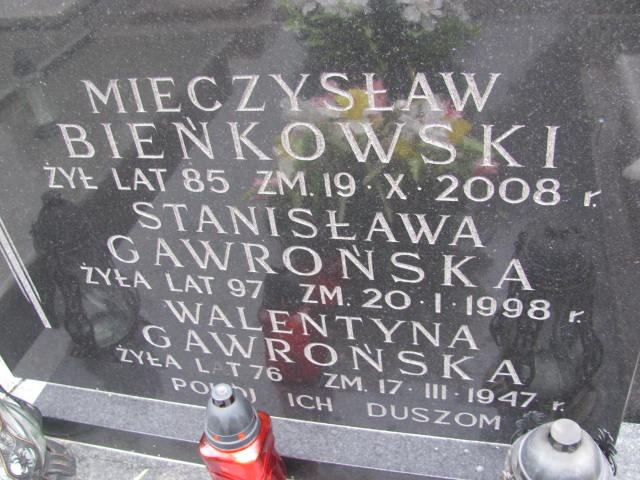 MIECZYSŁAW
BIEŃKOWSKI
ŻYŁ LAT 85 ZM. 19·X·2008 r.
STANISŁAWA
GAWROŃSKA
ŻYŁA LAT 97 ZM. 20·I·1998 r.
WALENTYNA
GAWROŃSKA
ŻYŁA LAT 76 ZM. 17·III·1947 r.
POKÓJ ICH DUSZOM